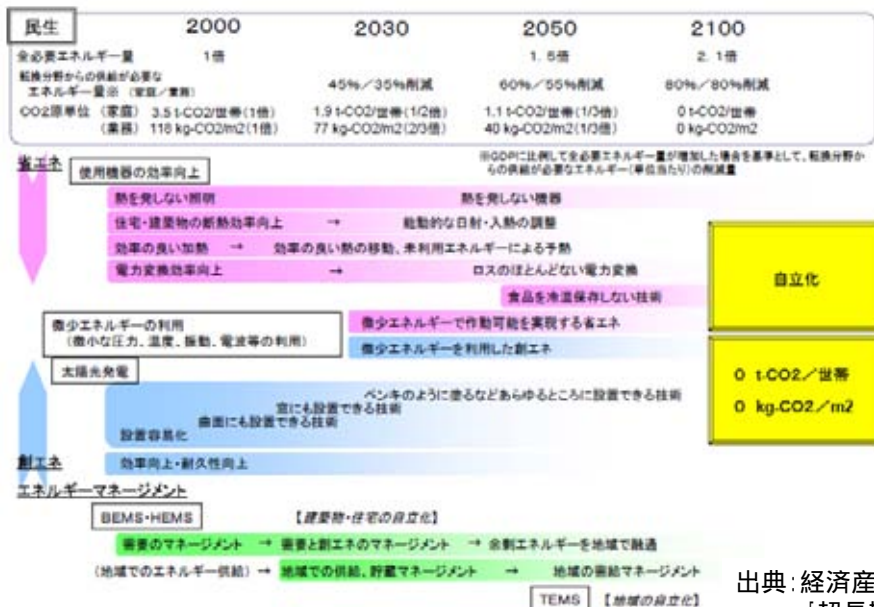 民生 2000 2030 2050 2100
全必要エネルギー量 1倍 1.5倍 2.1倍
転換分野からの供給が必要な
エネルギー量※(家庭/業務) 45%/35%削減 60%/55%削減 80%/80%削減
CO2原単位 (家庭) 3.5 t-CO2/世帯(1倍) 1.9 t-CO2/世帯(1/2倍) 1.1 t-CO2/世帯(1/3倍) 0 t-CO2/世帯
(業務) 118 kg-CO2/m2(1倍) 77 kg-CO2/m2(2/3倍) 40 kg-CO2/m2(1/3倍) 0 kg-CO2/m2
※GDPに比例して全必要エネルギー量が増加した場合を基準として、転換分野か
らの供給が必要なエネルギー(単位当たり)の削減量
省エネ
使用機器の効率向上
熱を発しない照明 熱を発しない機器
住宅・建築物の断熱効率向上 → 能動的な日射・入熱の調整
効率の良い加熱 → 効率の良い熱の移動、未利用エネルギーによる予熱
電力変換効率向上 → ロスのほとんどない電力変換
食品を冷温保存しない技術
自立化
微少エネルギーの利用
(微小な圧力、温度、振動、電波等の利用)
微少エネルギーで作動可能を実現する省エネ
微少エネルギーを利用した創エネ
太陽光発電
ペンキのように塗るなどあらゆるところに設置できる技術
窓にも設置できる技術
曲面にも設置できる技術
設置容易化
0 t-CO2/世帯
0 kg-CO2/m2
創エネ
効率向上・耐久性向上
エネルギーマネージメント
BEMS・HEMS 【建築物・住宅の自立化】
需要のマネージメント → 需要と創エネのマネージメント → 余剰エネルギーを地域で融通
(地域でのエネルギー供給) → 地域での供給、貯蔵マネージメント → 地域の需給マネージメント
TEMS 【地域の自立化】
出典:経済産